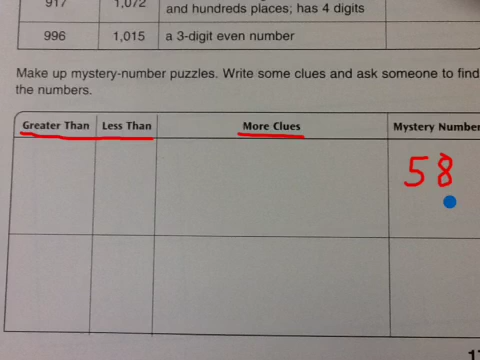 917 1,072 and hundreds places; has 4 digits
996 1,015 a 3-digit even number
Make up mystery-number puzzles. Write some clues and ask someone to find
the numbers.
Greater Than Less Than More Clues Mystery Number
58